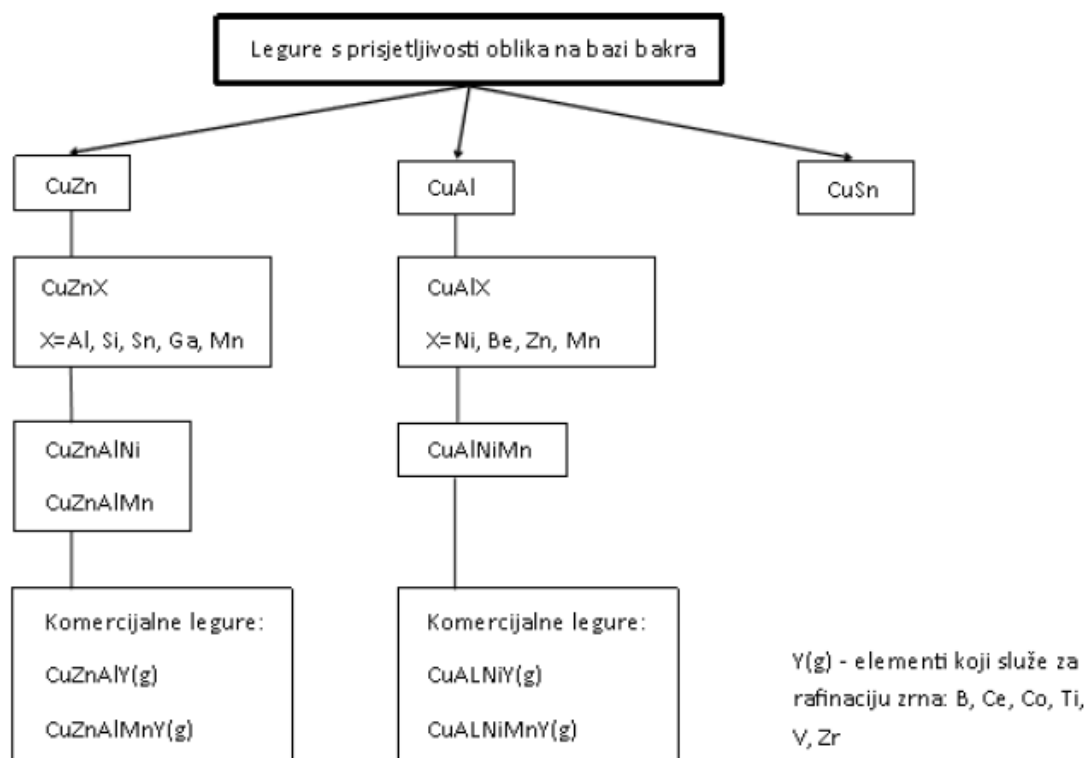 Legure s prisjetljivosti oblika na bazi bakra
CuZn
CuAl
CuSn
CuZnX
X=Al, Si, Sn, Ga, Mn
CuAlX
X=Ni, Be, Zn, Mn
CuZnAlNi
CuZnAlMn
CuAlNiMn
Komercijalne legure:
CuZnAlY(g)
CuZnAlMnY(g)
Komercijalne legure:
CuALNiY(g)
CuALNiMnY(g)
Y(g) - elementi koji služe za
rafinaciju zrna: B, Ce, Co, Ti,
V, Zr